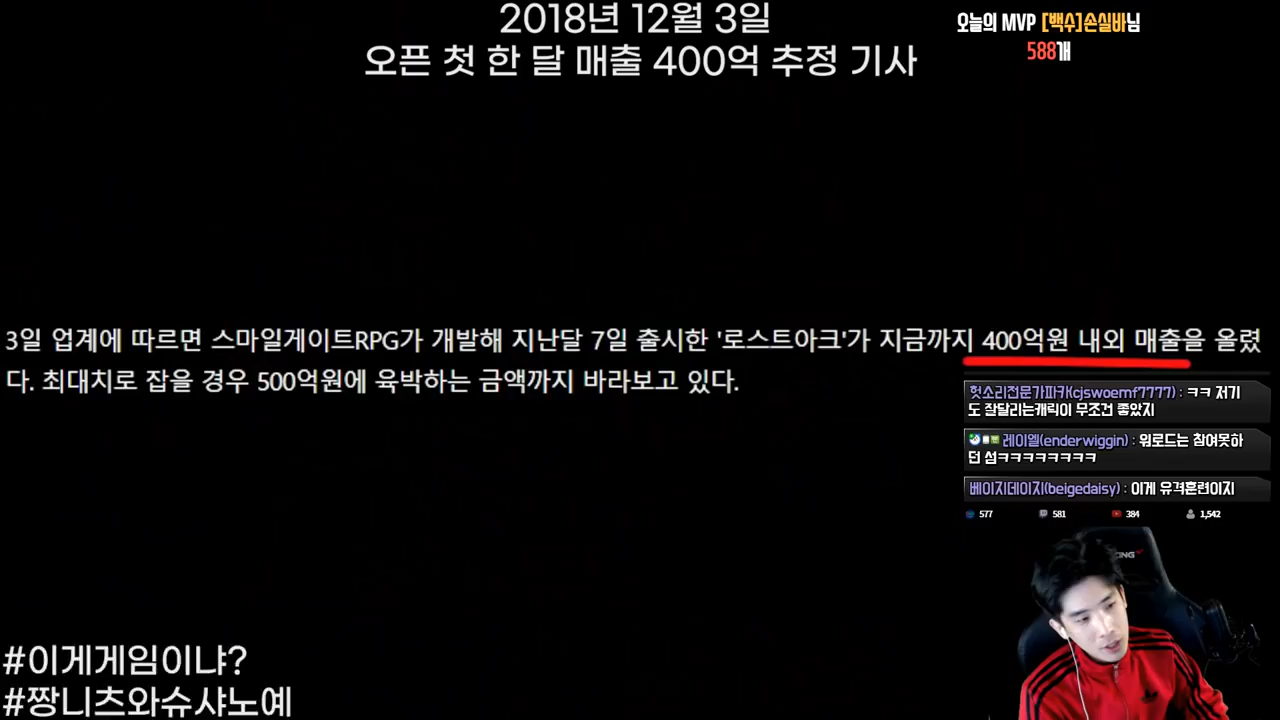 2018년 12월 3일
오픈 첫 한 달 매출 400억 추정 기사
오늘의 MVP [백수]손실바님
588개
3일 업계에 따르면 스마일게이트RPG가 개발해 지난달 7일 출시한 '로스트아크'가 지금까지 400억원 내외 매출을 올렸
다. 최대치로 잡을 경우 500억원에 육박하는 금액까지 바라보고 있다.
헛소리전문가파카(cjswoemf7777) : ㅋㅋ 저기
도 잘달리는캐릭이 무조건 좋았지
레이엘(enderwiggin) : 워로드는 참여못하
던 섬ㅋㅋㅋㅋㅋㅋㅋㅋ
베이지데이지(beigedaisy) : 이게 유격훈련이지
577 581 384 1,542
#이게게임이냐?
#짱니츠와슈샤노예